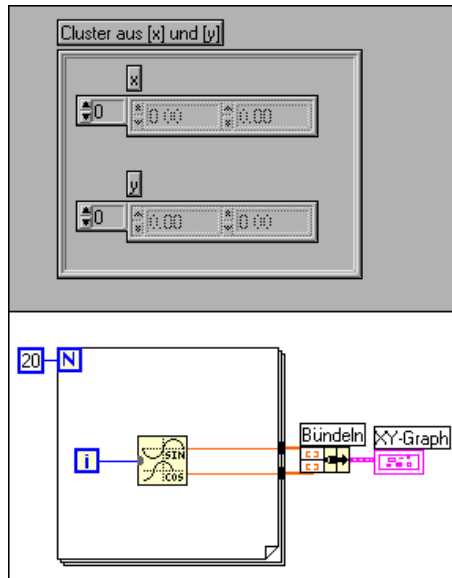 Cluster aus [x] und [y]
x
0 0.00 0.00
y
0 0.00 0.00
20 N
i
SIN
COS
Bündeln
XY-Graph